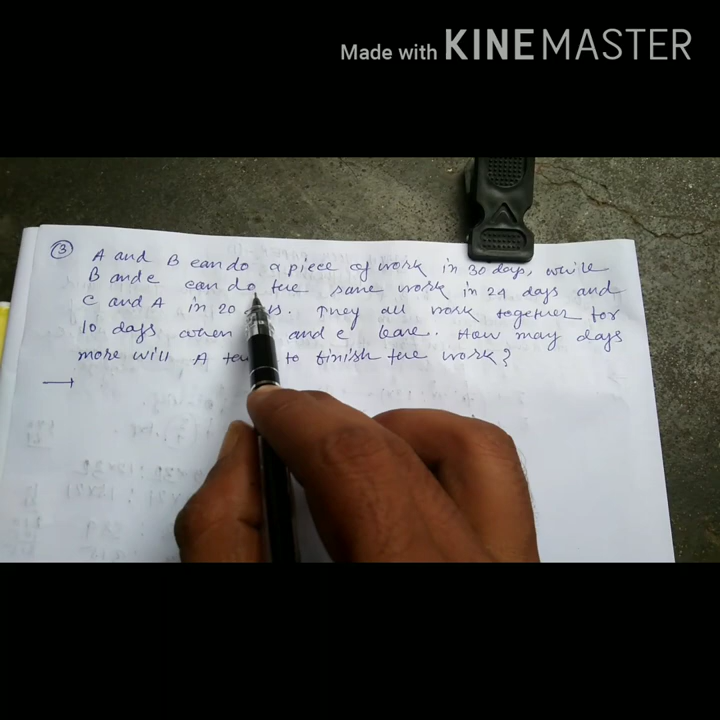 Made with KINEMASTER
③ A and B can do a piece of work in 30 days, while
B and c can do the same work in 24 days and
C and A in 20 . They all work together for
10 days when and c leave. How may days
more will A to finish the work?